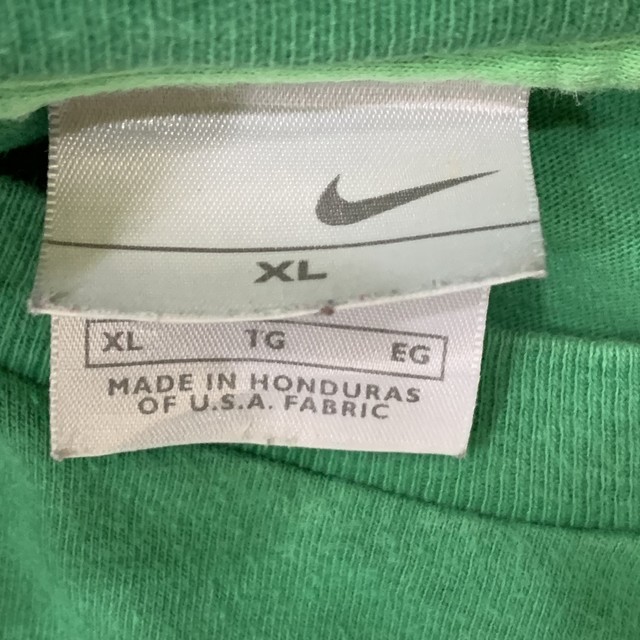 XL
XL TG EG
MADE IN HONDURAS
OF U.S.A. FABRIC